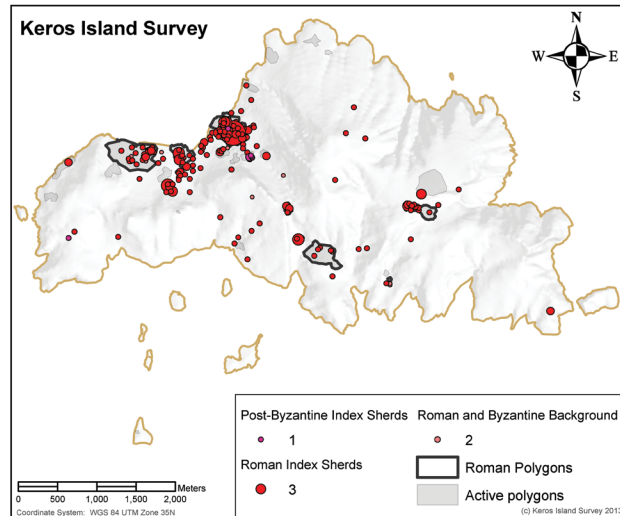 Keros Island Survey
N
W E
S
Post-Byzantine Index Sherds
1
Roman Index Sherds
3
Roman and Byzantine Background
2
Roman Polygons
Active polygons
Meters
0 500 1,000 2,000
Coordinate System: WGS 84 UTM Zone 35N
(c) Keros Island Survey 2013